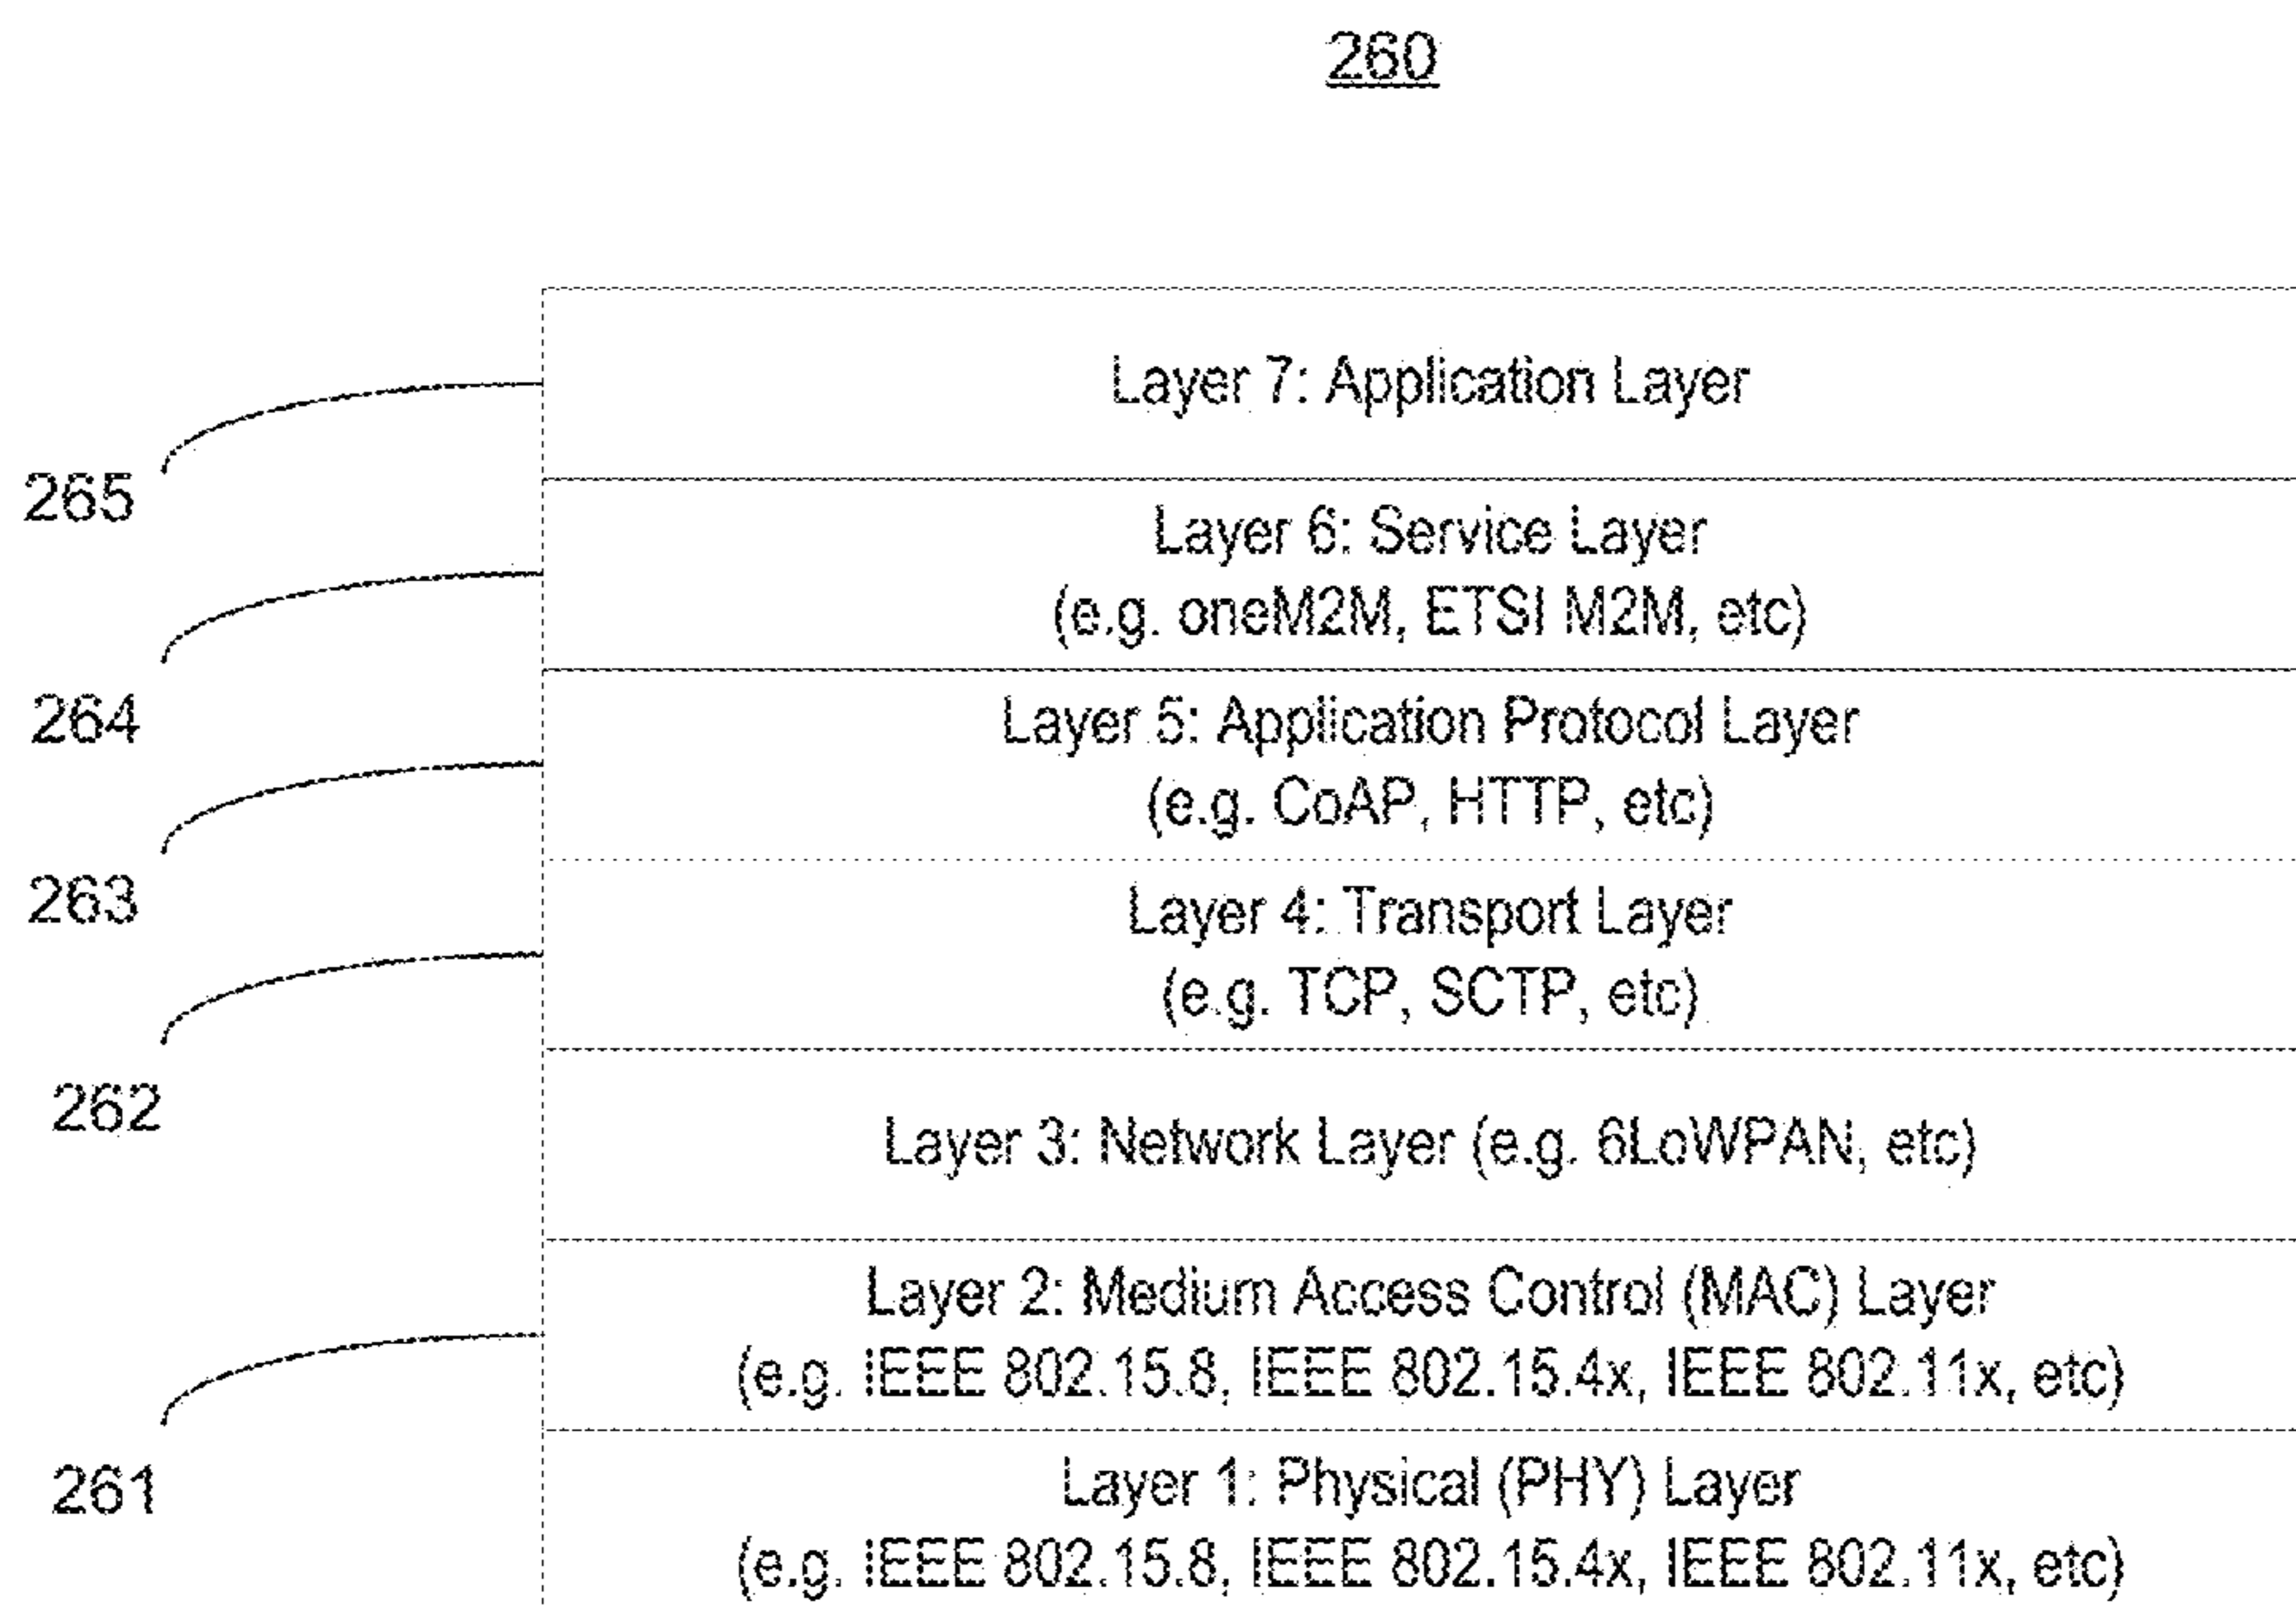 260
Layer 7: Application Layer
265
Layer 6: Service Layer
(e.g. oneM2M, ETSI M2M, etc)
264
Layer 5: Application Protocol Layer
(e.g. CoAP, HTTP, etc)
263
Layer 4: Transport Layer
(e.g. TCP, SCTP, etc)
262
Layer 3: Network Layer (e.g. 6LoWPAN, etc)
Layer 2: Medium Access Control (MAC) Layer
(e.g. IEEE 802.15.8, IEEE 802.15.4x, IEEE 802.11x, etc)
261
Layer 1: Physical (PHY) Layer
(e.g. IEEE 802.15.8, IEEE 802.15.4x, IEEE 802.11x, etc)